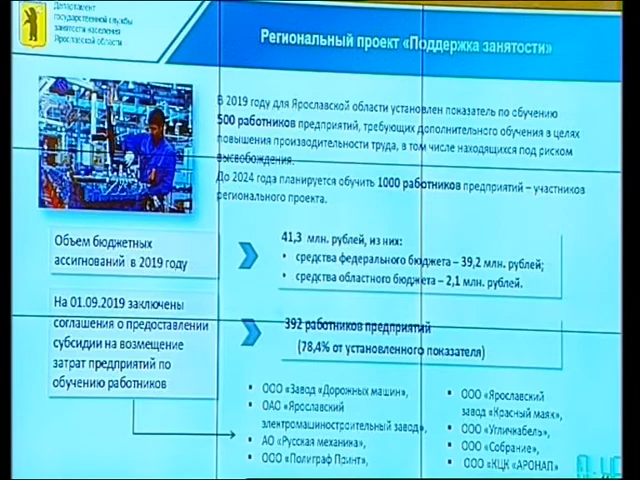 Департамент
государственной службы
занятости населения
Ярославской области
Региональный проект «Поддержка занятости»
В 2019 году для Ярославской области установлен показатель по обучению
500 работников предприятий, требующих дополнительного обучения в целях
повышения производительности труда, в том числе находящихся под риском
высвобождения.
До 2024 года планируется обучить 1000 работников предприятий – участников
регионального проекта.
Объем бюджетных
ассигнований в 2019 году
41,3 млн. рублей, из них:
• средства федерального бюджета – 39,2 млн. рублей;
• средства областного бюджета – 2,1 млн. рублей.
На 01.09.2019 заключены
соглашения о предоставлении
субсидии на возмещение
затрат предприятий по
обучению работников
392 работников предприятий
(78,4% от установленного показателя)
• ООО «Завод «Дорожных машин»,
• ОАО «Ярославский
электромашиностроительный завод»,
• АО «Русская механика»,
• ООО «Полиграф Принт»,
• ООО «Ярославский
завод «Красный маяк»,
• ООО «Угличкабель»,
• ООО «Собрание»,
• ООО «КЦК «АРОНАП»